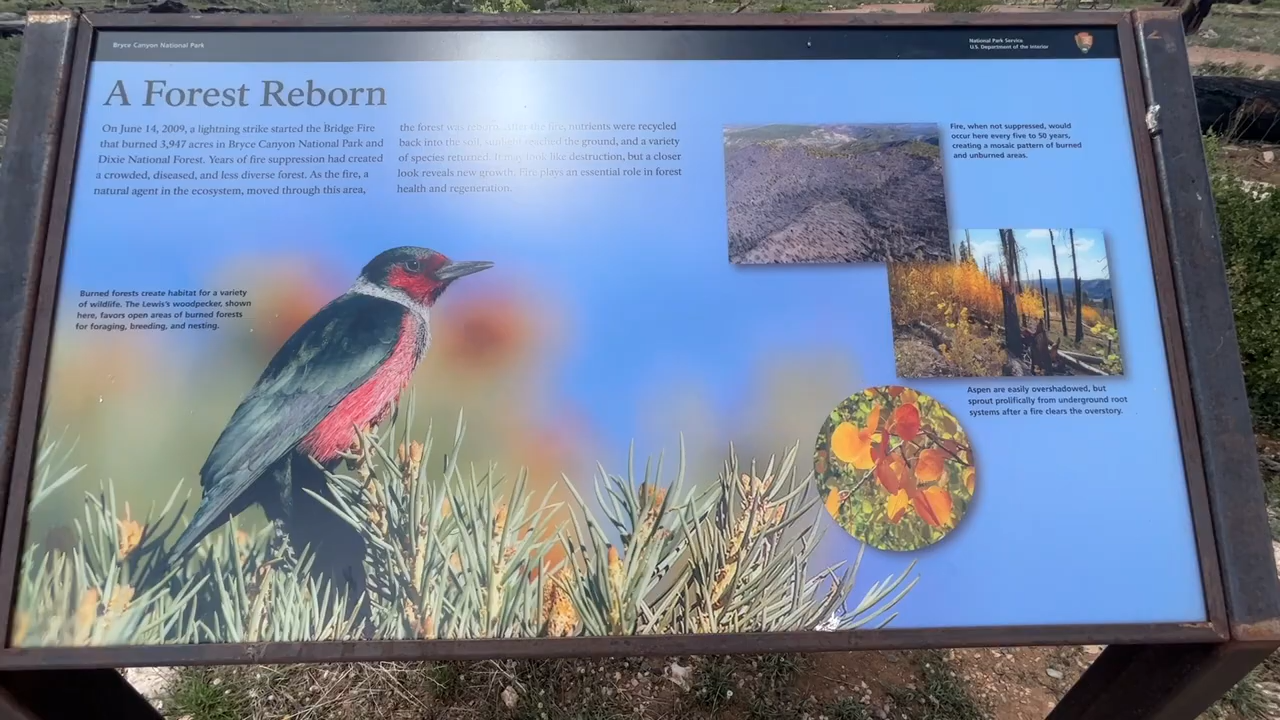 Bryce Canyon National Park
National Park Service
U.S. Department of the Interior
A Forest Reborn
On June 14, 2009, a lightning strike started the Bridge Fire
that burned 3,947 acres in Bryce Canyon National Park and
Dixie National Forest. Years of fire suppression had created
a crowded, diseased, and less diverse forest. As the fire, a
natural agent in the ecosystem, moved through this area,
the forest was reborn. After the fire, nutrients were recycled
back into the soil, sunlight reached the ground, and a variety
of species returned. It may look like destruction, but a closer
look reveals new growth. Fire plays an essential role in forest
health and regeneration.
Fire, when not suppressed, would
occur here every five to 50 years,
creating a mosaic pattern of burned
and unburned areas.
Burned forests create habitat for a variety
of wildlife. The Lewis's woodpecker, shown
here, favors open areas of burned forests
for foraging, breeding, and nesting.
Aspen are easily overshadowed, but
sprout prolifically from underground root
systems after a fire clears the overstory.